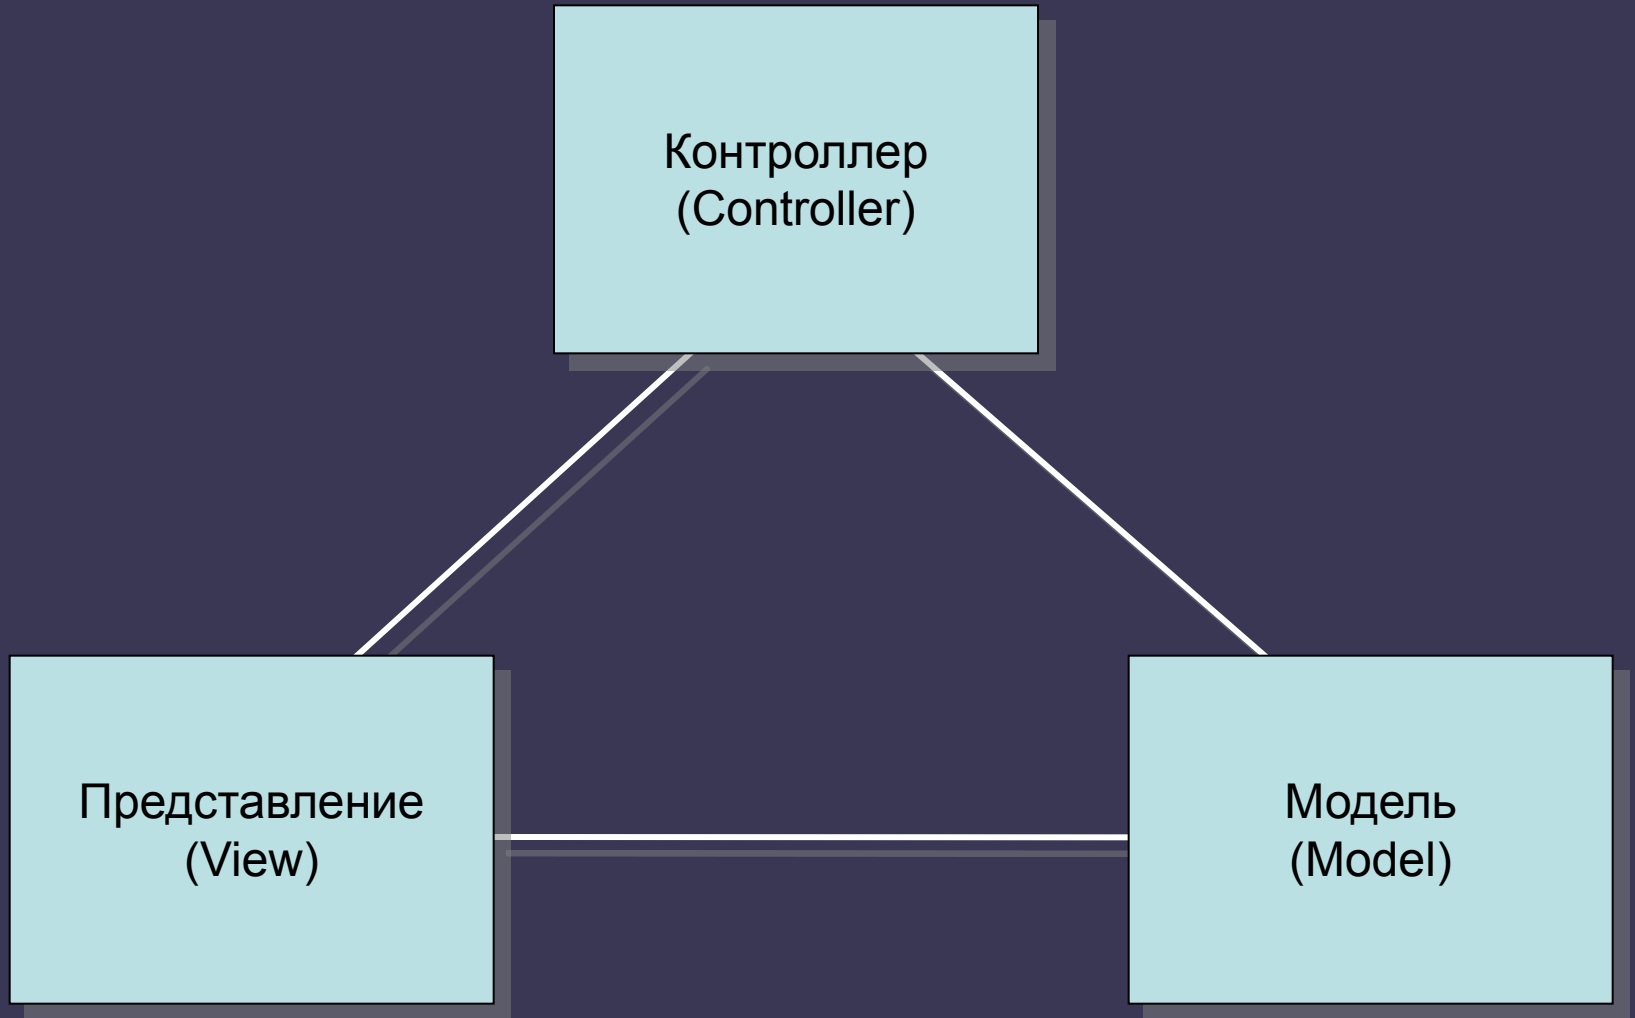 Контроллер
(Controller)
Представление
(View)
Модель
(Model)